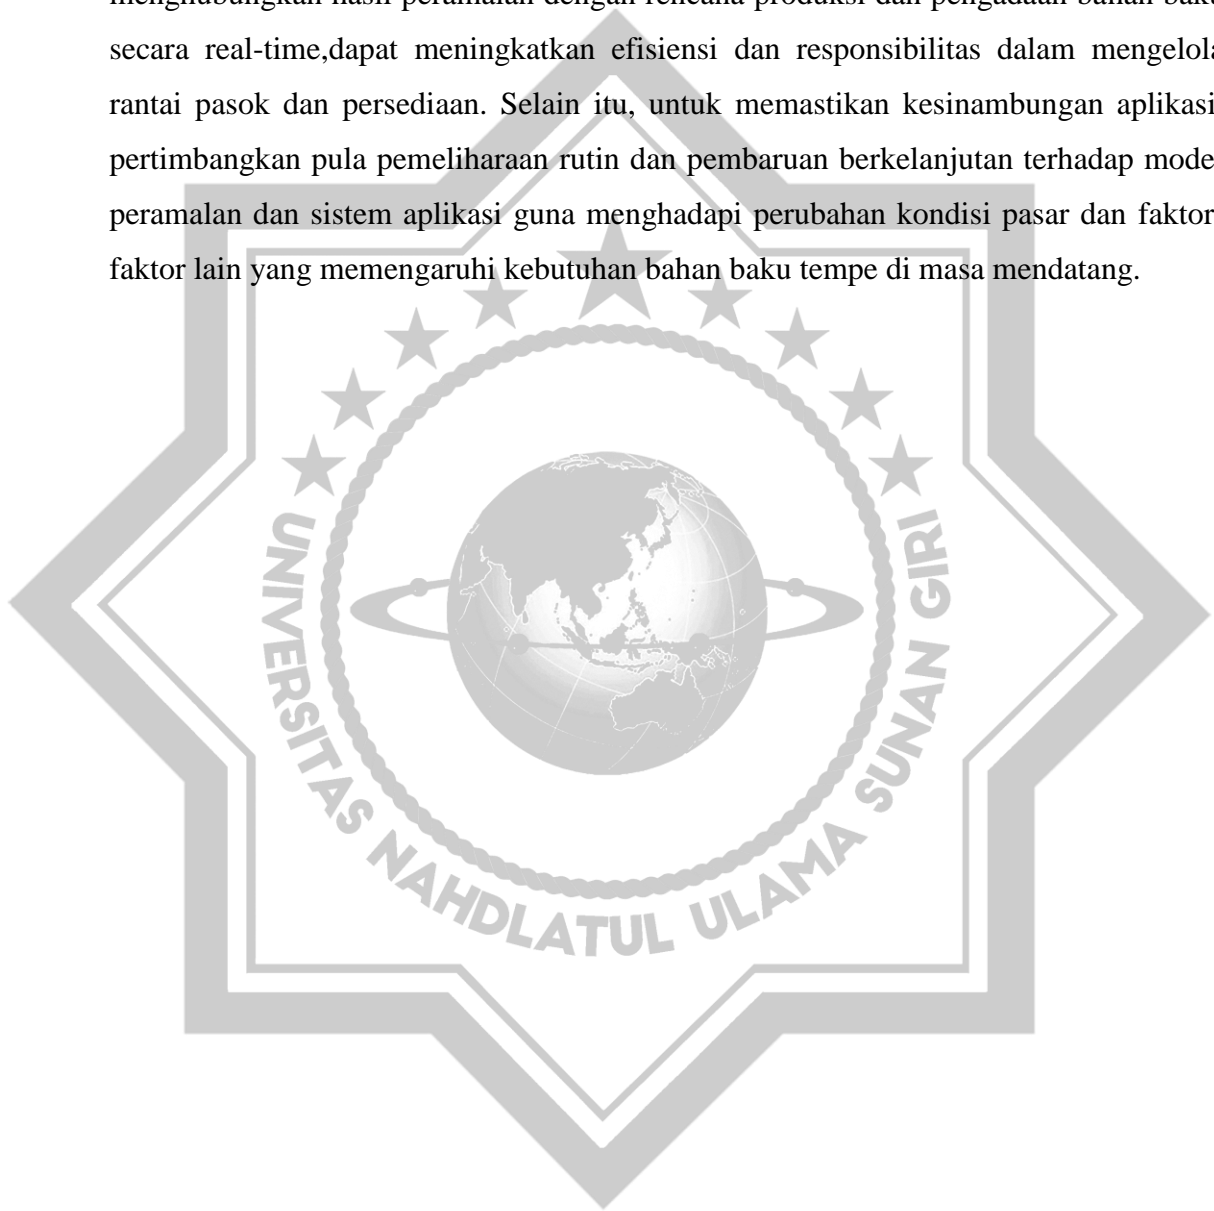 menghubungkan hasil peramalan dengan rencana produksi dan pengadaan bahan baku
secara real-time,dapat meningkatkan efisiensi dan responsibilitas dalam mengelola
rantai pasok dan persediaan. Selain itu, untuk memastikan kesinambungan aplikasi
pertimbangkan pula pemeliharaan rutin dan pembaruan berkelanjutan terhadap mode
peramalan dan sistem aplikasi guna menghadapi perubahan kondisi pasar dan faktor
faktor lain yang memengaruhi kebutuhan bahan baku tempe di masa mendatang.
UNIVERSITAS NAHDLATUL ULAMA SUNAN GIRI